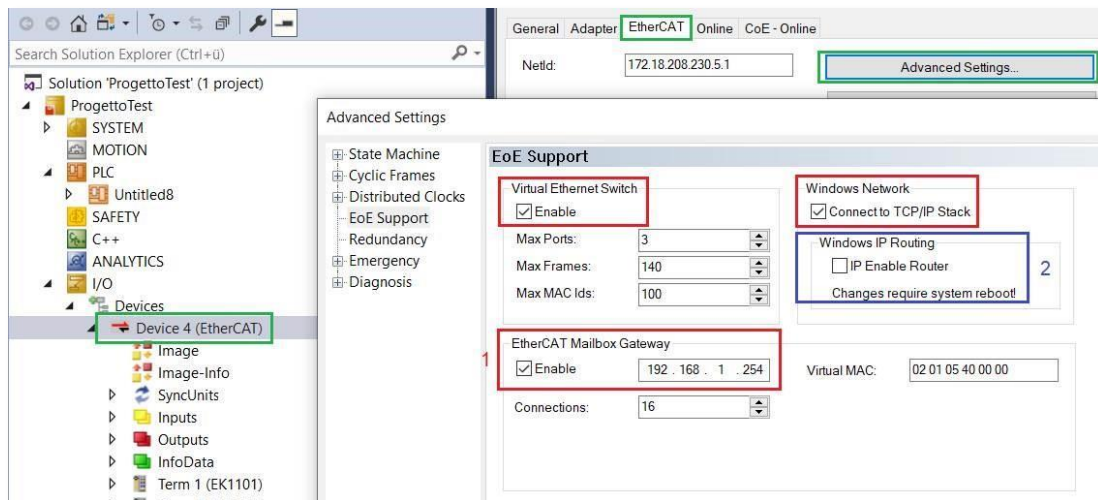 Search Solution Explorer (Ctrl+ü)
Solution 'ProgettoTest' (1 project)
ProgettoTest
SYSTEM
MOTION
PLC
Untitled8
SAFETY
C++
ANALYTICS
I/O
Devices
Device 4 (EtherCAT)
Image
Image-Info
SyncUnits
Inputs
Outputs
InfoData
Term 1 (EK1101)
General Adapter EtherCAT Online CoE - Online
NetId: 172.18.208.230.5.1 Advanced Settings...
Advanced Settings
State Machine
Cyclic Frames
Distributed Clocks
EoE Support
Redundancy
Emergency
Diagnosis
EoE Support
Virtual Ethernet Switch
Enable
Max Ports: 3
Max Frames: 140
Max MAC Ids: 100
Windows Network
Connect to TCP/IP Stack
Windows IP Routing
IP Enable Router
Changes require system reboot!
2
1
EtherCAT Mailbox Gateway
Enable 192 . 168 . 1 . 254
Virtual MAC: 02 01 05 40 00 00
Connections: 16